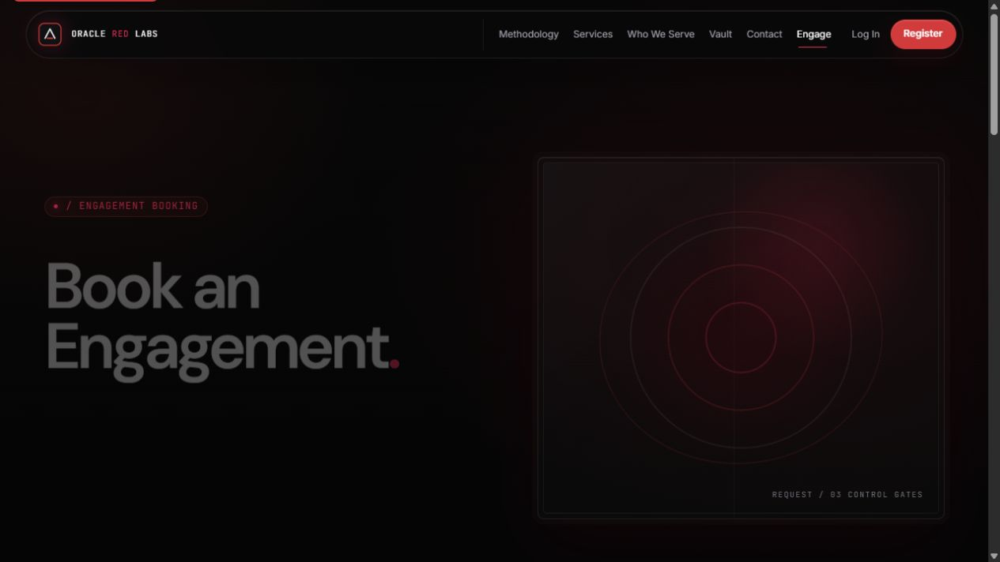 ORACLE RED LABS
Methodology Services Who We Serve Vault Contact Engage Log In Register
/ ENGAGEMENT BOOKING
Book an
Engagement.
REQUEST / 03 CONTROL GATES